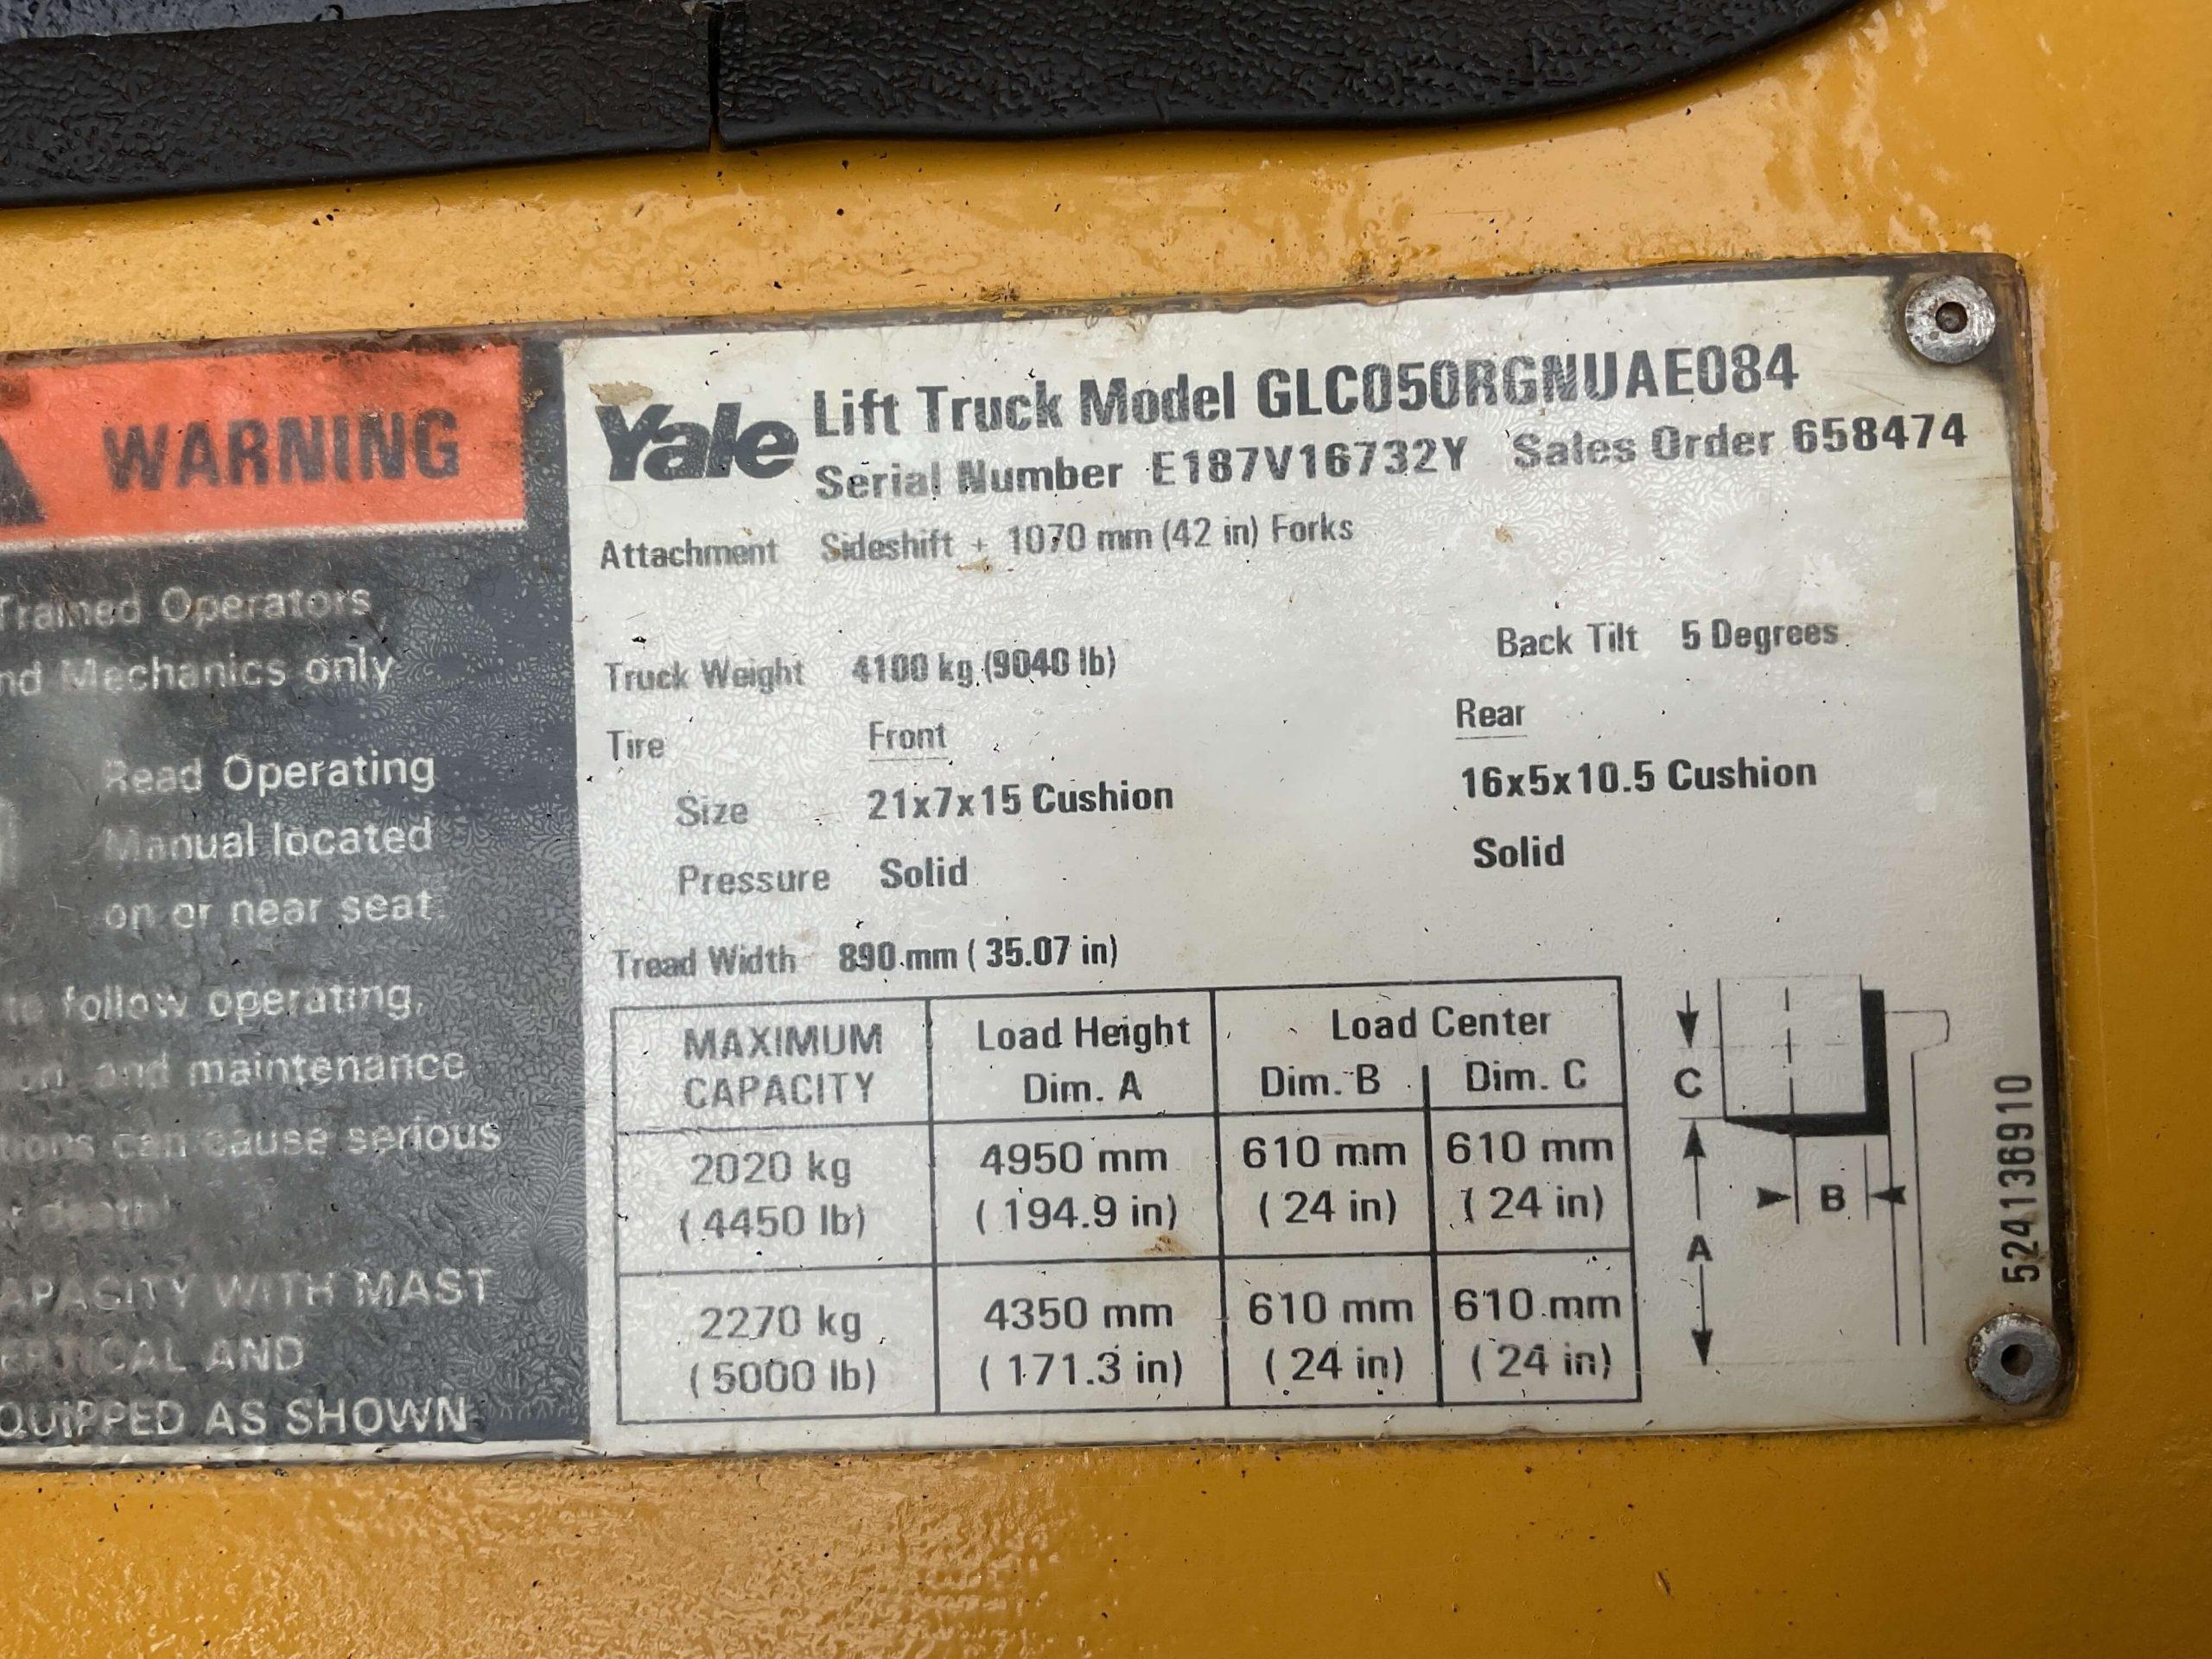 WARNING
Trained Operators
nd Mechanics only
Read Operating
Manual located
on or near seat.
to follow operating,
on and maintenance
tions can cause serious
death!
APACITY WITH MAST
ERTICAL AND
QUIPPED AS SHOWN
Yale Lift Truck Model GLC050RGNUAE084
Serial Number E187V16732Y Sales Order 658474
Attachment Sideshift + 1070 mm (42 in) Forks
Truck Weight 4100 kg (9040 lb) Back Tilt 5 Degrees
Tire Front Rear
Size 21x7x15 Cushion 16x5x10.5 Cushion
Pressure Solid Solid
Tread Width 890 mm ( 35.07 in)
MAXIMUM CAPACITY Load Height Dim. A Load Center Dim. B Dim. C
2020 kg 4950 mm 610 mm 610 mm
( 4450 lb) ( 194.9 in) ( 24 in) ( 24 in)
2270 kg 4350 mm 610 mm 610 mm
( 5000 lb) ( 171.3 in) ( 24 in) ( 24 in)
C
B
A
524136910